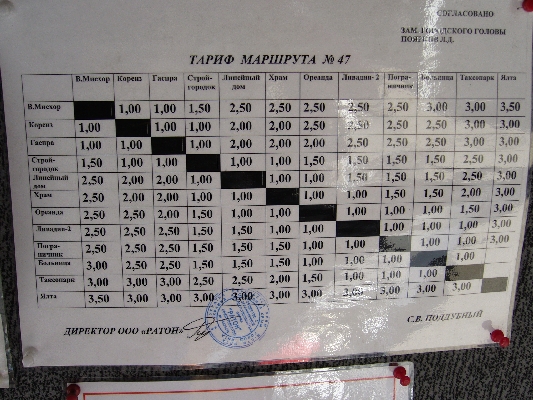 СОГЛАСОВАНО
ЗАМ. ГОРОДСКОГО ГОЛОВЫ
ТАРИФ МАРШРУТА № 47
В.Мисхор Кореиз Гаспра Строй-городок Линейный дом Храм Ореанда Ливадия-2 Погра-ничник Больница Таксопарк Ялта
В.Мисхор 1,00 1,00 1,50 2,50 2,50 2,50 2,50 2,50 3,00 3,00 3,50
Кореиз 1,00 1,00 1,00 2,00 2,00 2,50 2,50 2,50 2,50 3,00 3,00
Гаспра 1,00 1,00 1,00 2,00 2,00 2,00 2,50 2,50 2,50 3,00 3,00
Строй-городок 1,50 1,00 1,00 1,00 1,00 1,50 1,50 1,50 1,50 2,50 3,00
Линейный дом 2,50 2,00 2,00 1,00 1,00 1,00 1,50 1,50 1,50 2,50 3,00
Храм 2,50 2,00 2,00 1,00 1,00 1,00 1,00 1,50 1,50 2,00 3,00
Ореанда 2,50 2,50 2,00 1,50 1,00 1,00 1,00 1,00 1,00 1,50 3,00
Ливадия-2 2,50 2,50 2,50 1,50 1,50 1,00 1,00 1,00 1,00 1,00 3,00
Погра-ничник 2,50 2,50 2,50 1,50 1,50 1,50 1,00 1,00 1,00 1,00 3,00
Больница 3,00 2,50 2,50 1,50 1,50 1,50 1,00 1,00 1,00 1,00
Таксопарк 3,00 3,00 3,00 2,50 2,50 2,00 1,50 1,00 1,00 1,00 3,00
Ялта 3,50 3,00 3,00 3,00 3,00 3,00 3,00 3,00 3,00 3,00 3,00
ДИРЕКТОР ООО «РАТОН»
С.В. ПОДДУБНЫЙ